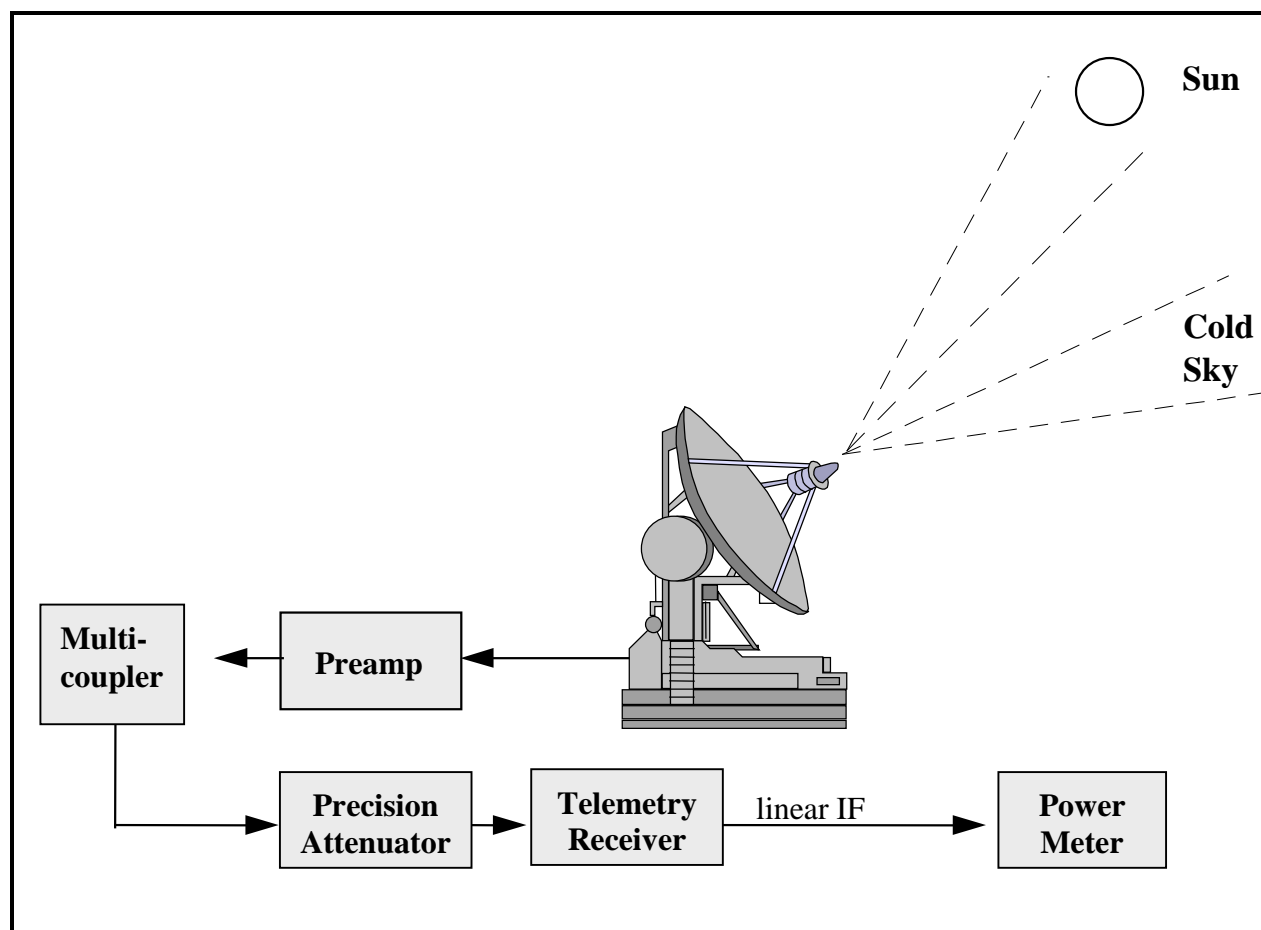 Sun
Cold
Sky
Multi-
coupler
Preamp
Precision
Attenuator
Telemetry
Receiver
linear IF
Power
Meter